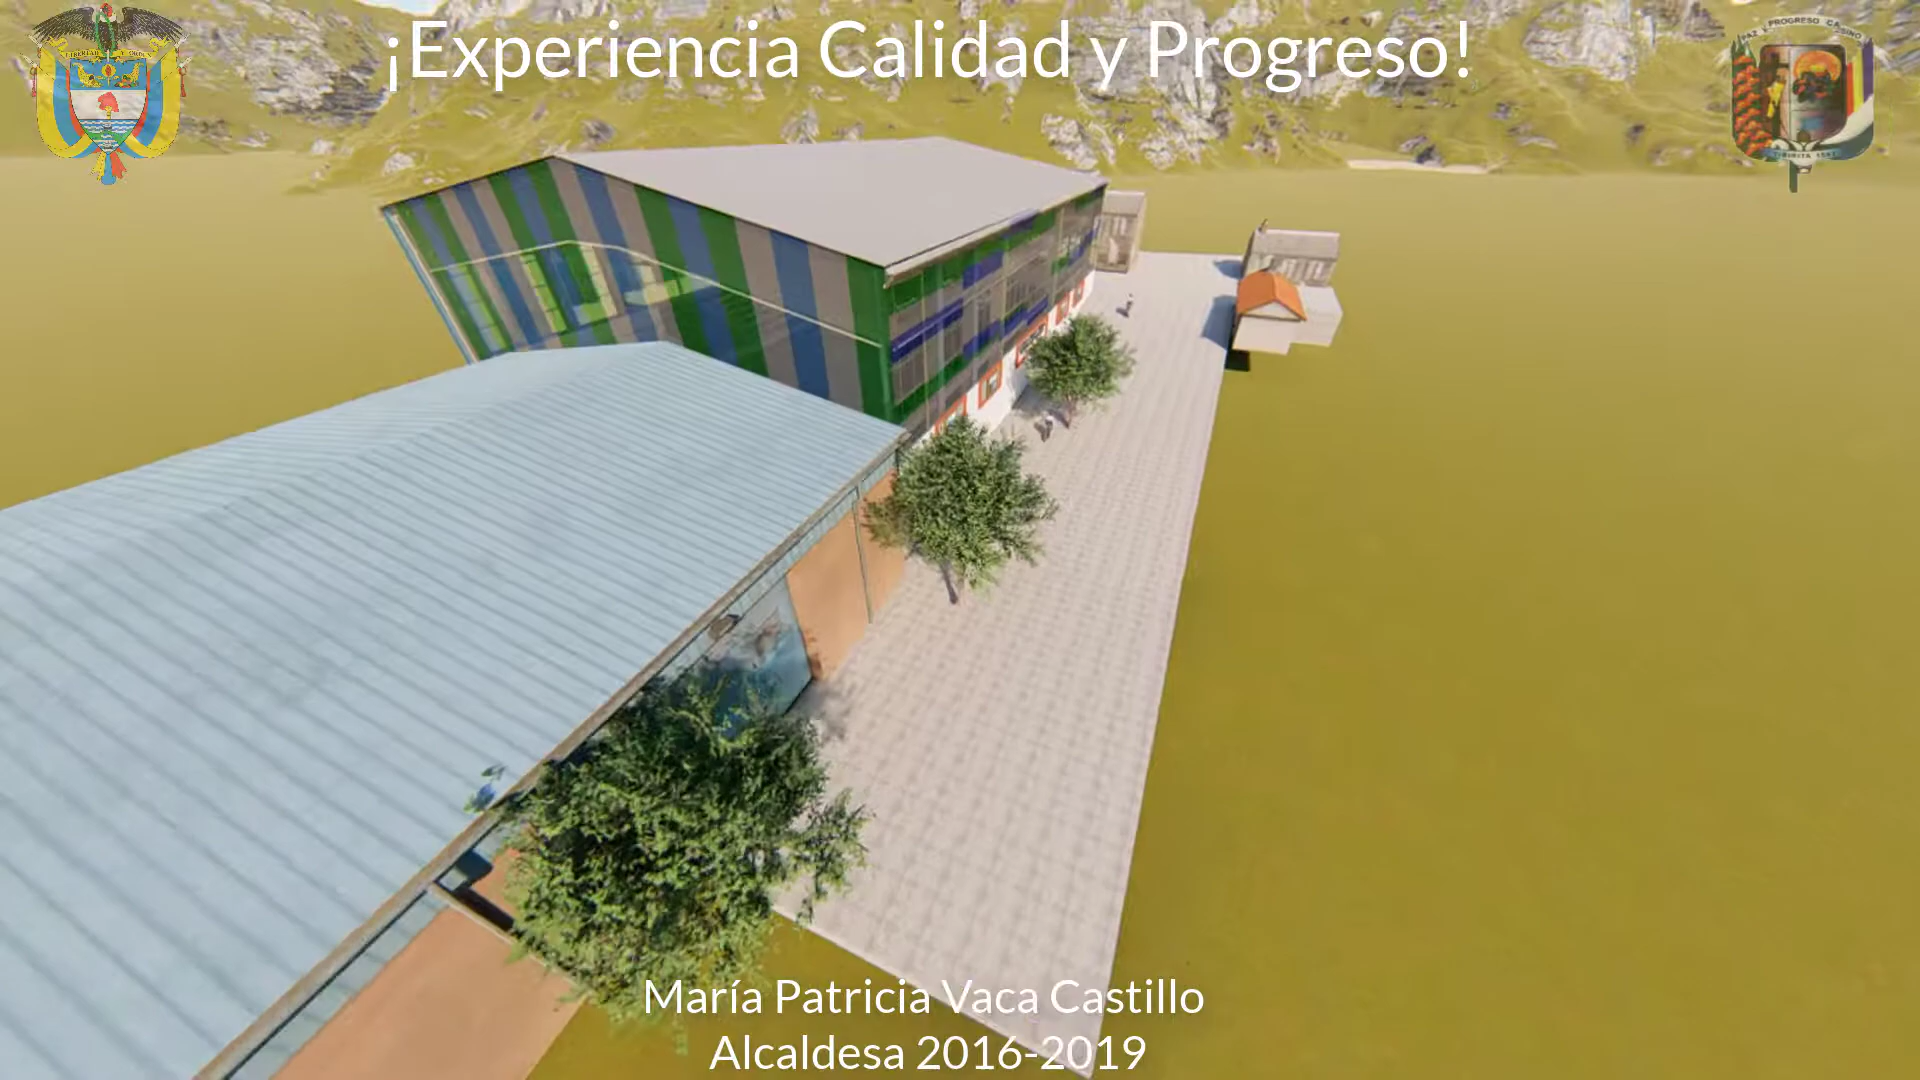 ¡Experiencia Calidad y Progreso!
María Patricia Vaca Castillo
Alcaldesa 2016-2019